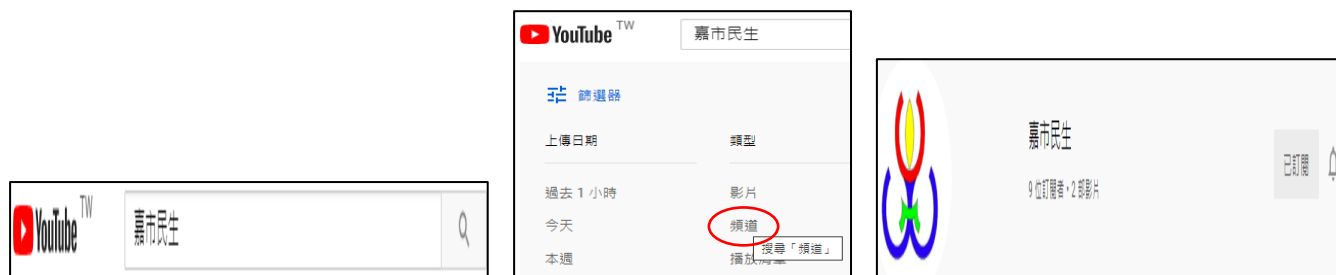 YouTube TW
嘉市民生
YouTube TW
嘉市民生
篩選器
上傳日期
類型
過去 1 小時
影片
今天
頻道
搜尋「頻道」
本週
嘉市民生
9 位訂閱者・2 部影片
已訂閱